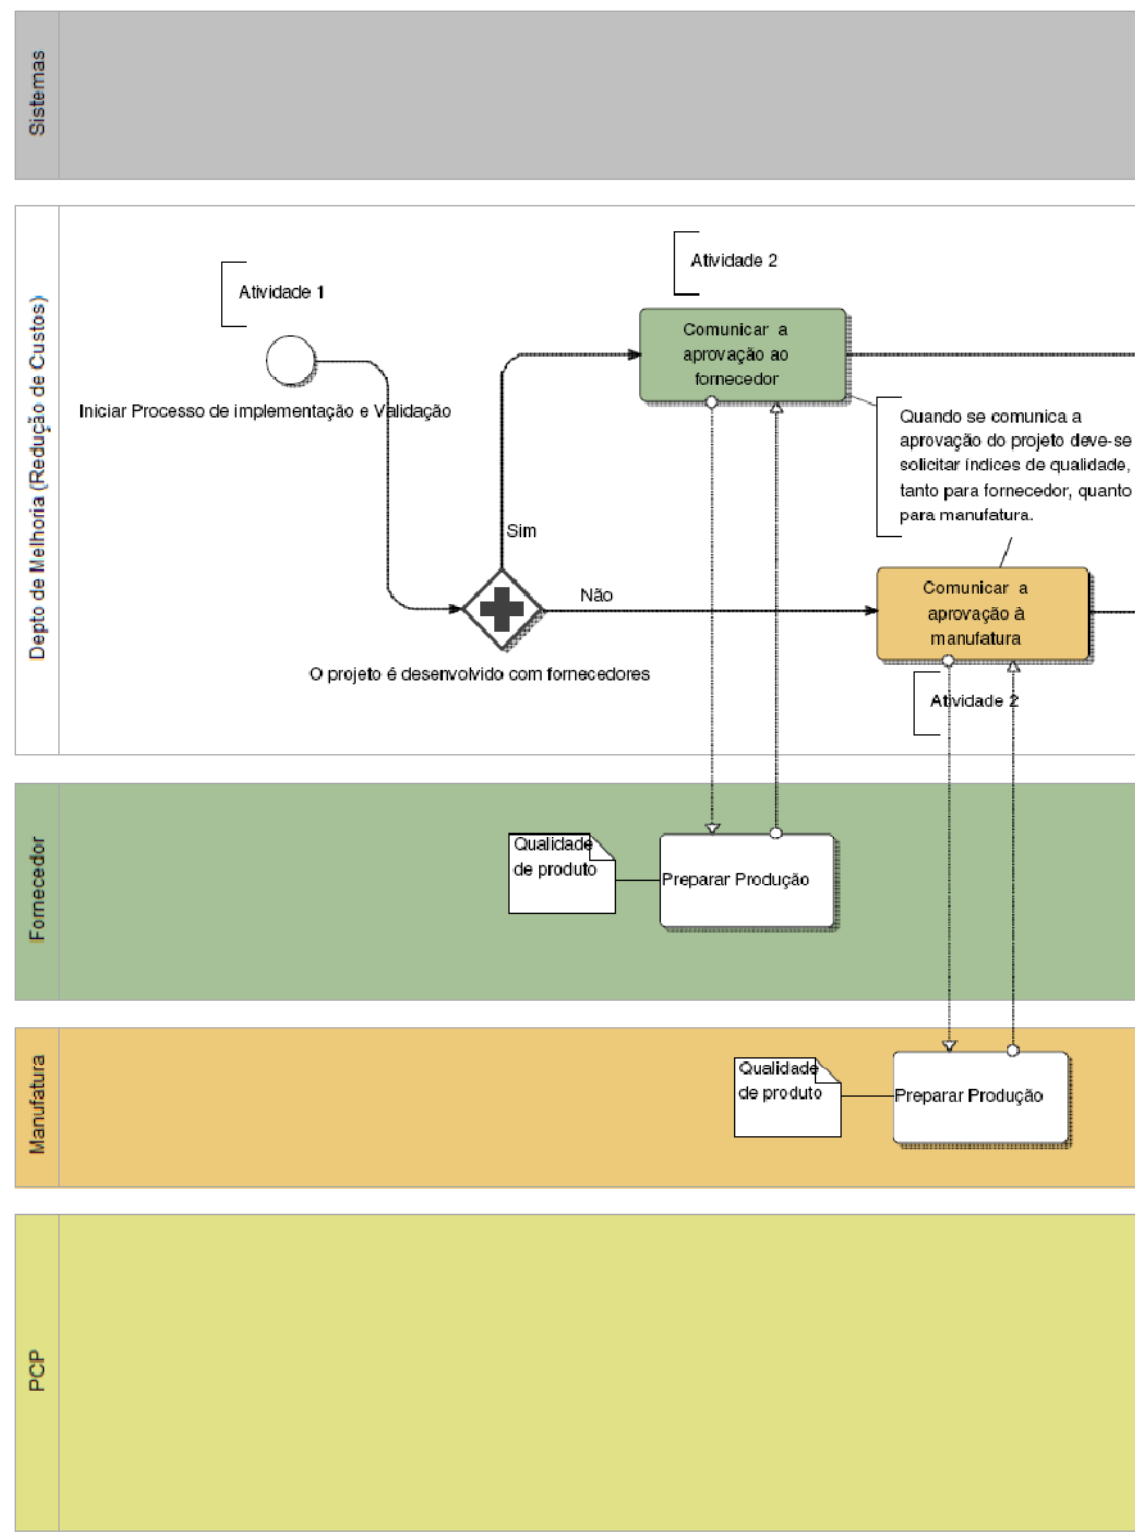 Sistemas
Depto de Melhoria (Redução de Custos)
Atividade 1
Iniciar Processo de implementação e Validação
Atividade 2
Comunicar a
aprovação ao
fornecedor
Quando se comunica a
aprovação do projeto deve-se
solicitar índices de qualidade,
tanto para fornecedor, quanto
para manufatura.
Sim
Não
O projeto é desenvolvido com fornecedores
Comunicar a
aprovação à
manufatura
Atividade 2
Fornecedor
Qualidade
de produto
Preparar Produção
Manufatura
Qualidade
de produto
Preparar Produção
PCP